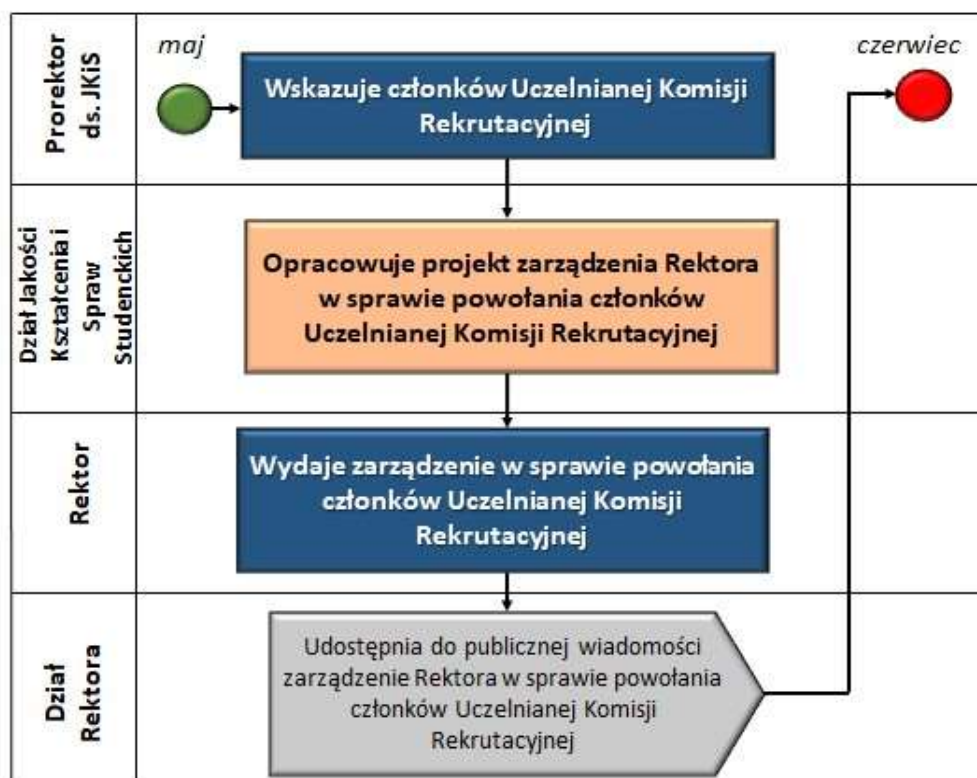 Prorektor
ds. JKiS
maj
czerwiec
Wskazuje członków Uczelnianej Komisji
Rekrutacyjnej
Dział Jakości
Kształcenia i
Spraw
Studenckich
Opracowuje projekt zarządzenia Rektora
w sprawie powołania członków
Uczelnianej Komisji Rekrutacyjnej
Rektor
Wydaje zarządzenie w sprawie powołania
członków Uczelnianej Komisji
Rekrutacyjnej
Dział
Rektora
Udostępnia do publicznej wiadomości
zarządzenie Rektora w sprawie powołania
członków Uczelnianej Komisji
Rekrutacyjnej